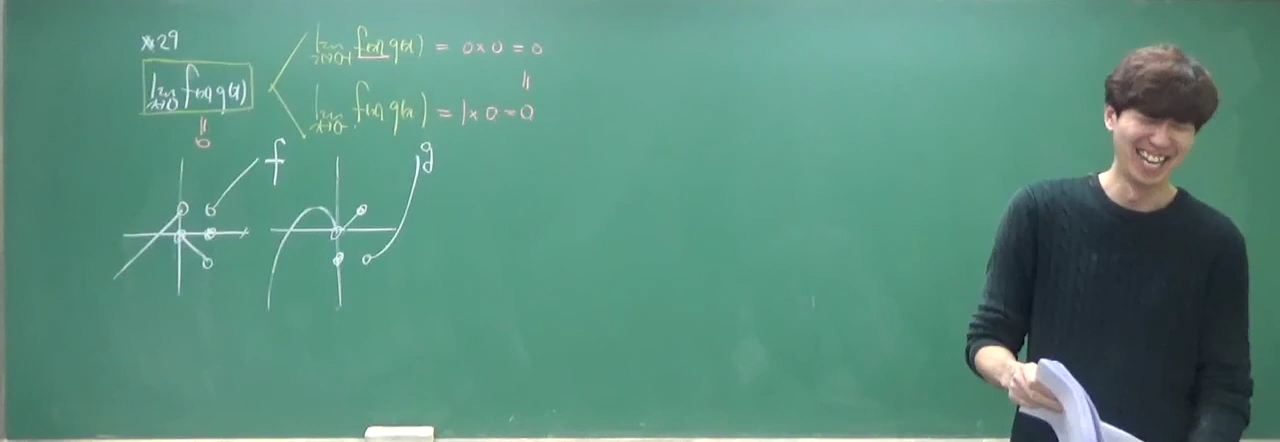 ※29
lim x→0 f(x)g(x)
= 0
lim x→0+ f(x)g(x) = 0×0 = 0
=
lim x→0- f(x)g(x) = 1×0 = 0
f
g